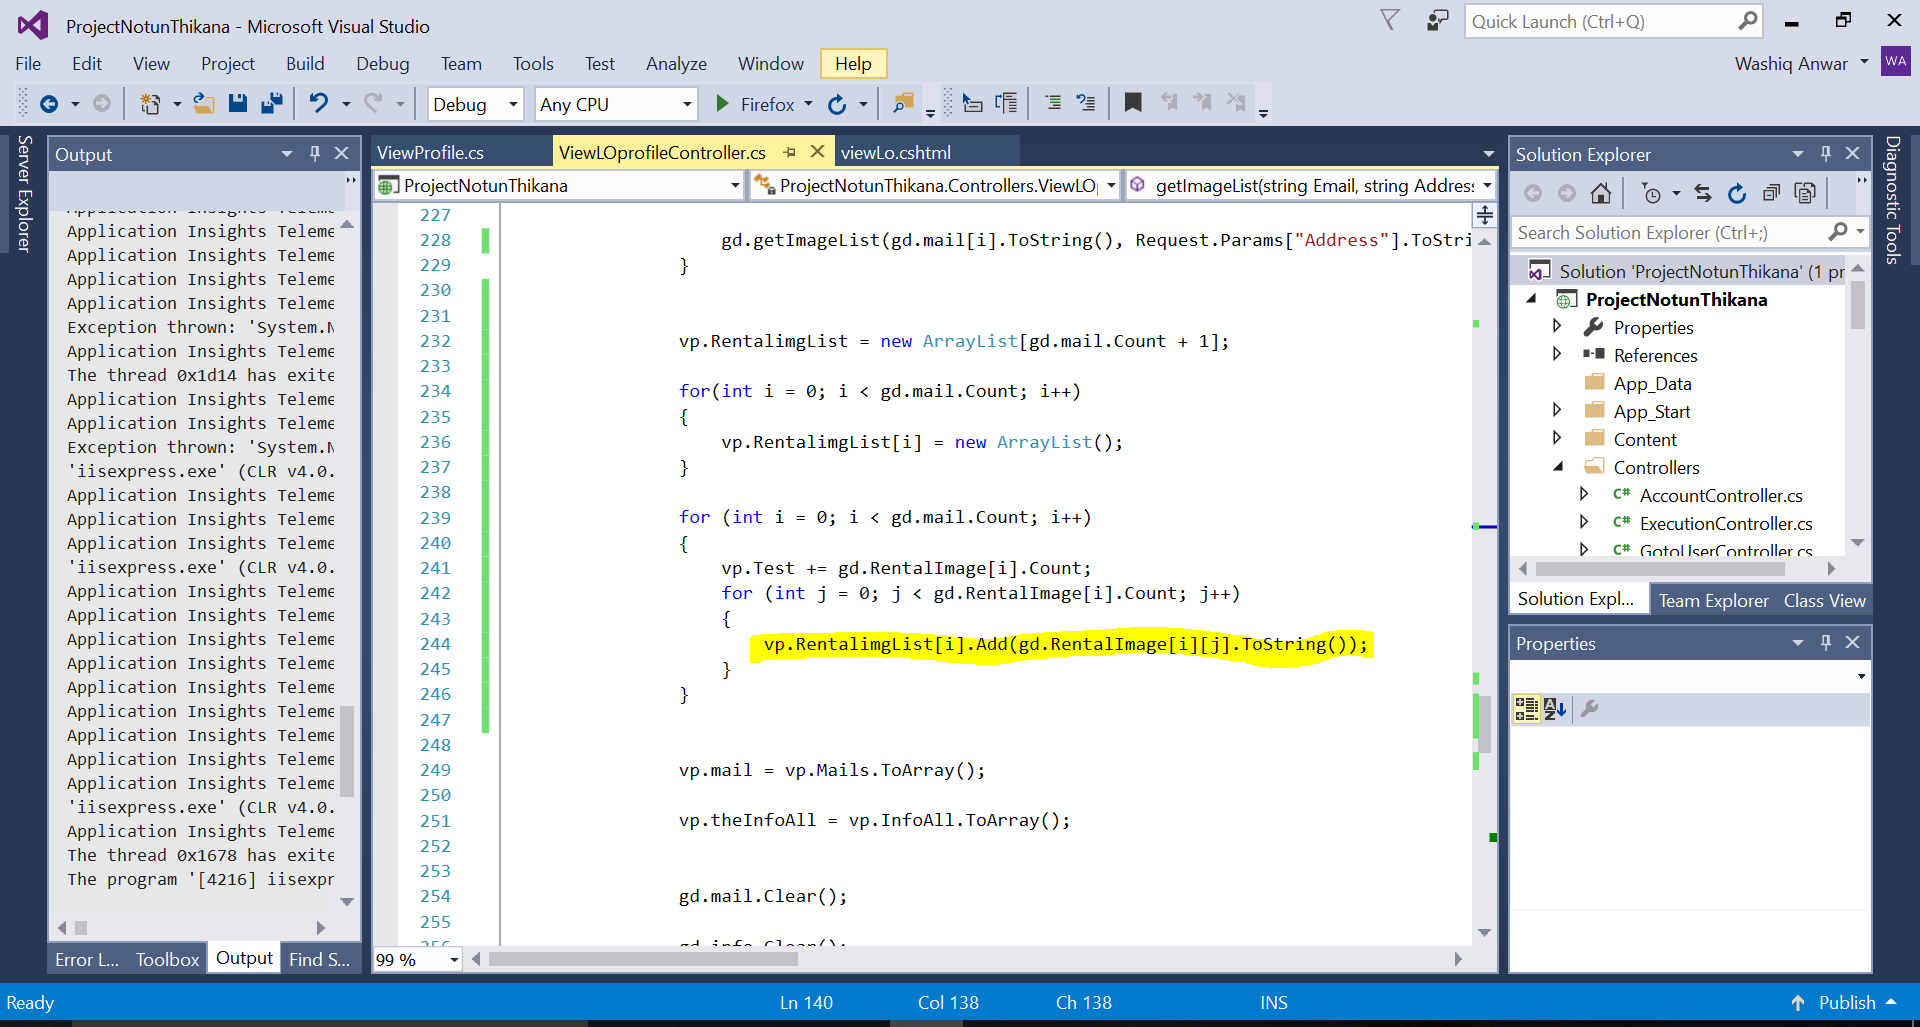 ProjectNotunThikana - Microsoft Visual Studio
Quick Launch (Ctrl+Q)
File Edit View Project Build Debug Team Tools Test Analyze Window Help
Washiq Anwar WA
Debug Any CPU Firefox
Server Explorer
Output
Application Insights Teleme
Application Insights Teleme
Application Insights Teleme
Application Insights Teleme
Application Insights Teleme
Exception thrown: 'System.N
Application Insights Teleme
The thread 0x1d14 has exite
Application Insights Teleme
Application Insights Teleme
Exception thrown: 'System.N
'iisexpress.exe' (CLR v4.0.
Application Insights Teleme
Application Insights Teleme
Application Insights Teleme
'iisexpress.exe' (CLR v4.0.
Application Insights Teleme
Application Insights Teleme
Application Insights Teleme
Application Insights Teleme
Application Insights Teleme
Application Insights Teleme
Application Insights Teleme
Application Insights Teleme
Application Insights Teleme
'iisexpress.exe' (CLR v4.0.
Application Insights Teleme
The thread 0x1678 has exite
The program '[4216] iisexpr
Error L... Toolbox Output Find S...
ViewProfile.cs ViewLOprofileController.cs viewLo.cshtml
ProjectNotunThikana ProjectNotunThikana.Controllers.ViewLO getImageList(string Email, string Address
227
228 gd.getImageList(gd.mail[i].ToString(), Request.Params["Address"].ToStri
229 }
230
231
232 vp.RentalimgList = new ArrayList[gd.mail.Count + 1];
233
234 for(int i = 0; i < gd.mail.Count; i++)
235 {
236 vp.RentalimgList[i] = new ArrayList();
237 }
238
239 for (int i = 0; i < gd.mail.Count; i++)
240 {
241 vp.Test += gd.RentalImage[i].Count;
242 for (int j = 0; j < gd.RentalImage[i].Count; j++)
243 {
244 vp.RentalimgList[i].Add(gd.RentalImage[i][j].ToString());
245 }
246 }
247
248
249 vp.mail = vp.Mails.ToArray();
250
251 vp.theInfoAll = vp.InfoAll.ToArray();
252
253
254 gd.mail.Clear();
255
256 gd.info.Clear();
99 %
Solution Explorer
Search Solution Explorer (Ctrl+;)
Solution 'ProjectNotunThikana' (1 pr
ProjectNotunThikana
Properties
References
App_Data
App_Start
Content
Controllers
C# AccountController.cs
C# ExecutionController.cs
C# GotoUserController.cs
Solution Expl... Team Explorer Class View
Properties
Diagnostic Tools
Ready Ln 140 Col 138 Ch 138 INS Publish